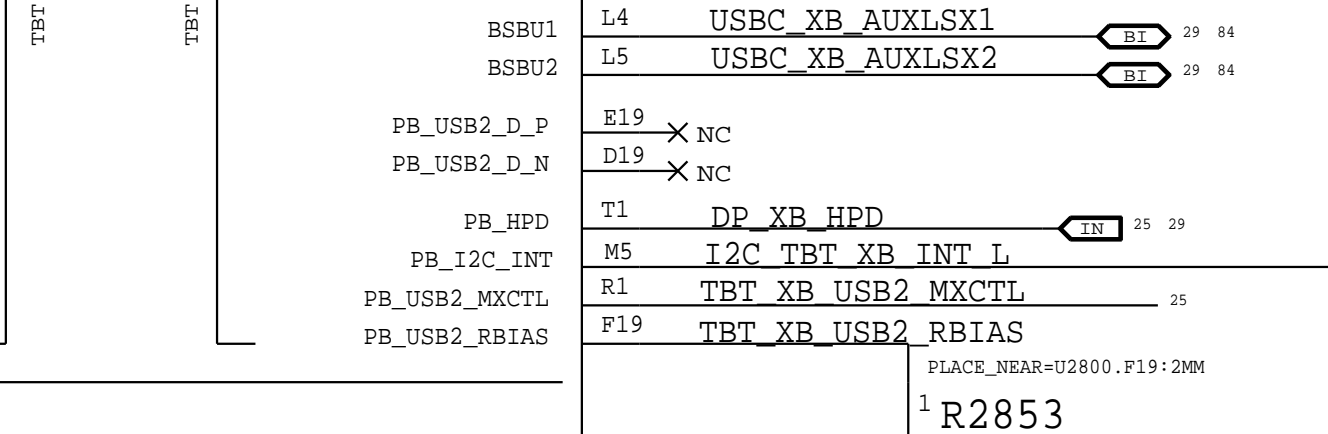 TBT
TBT
BSBU1 L4 USBC_XB_AUXLSX1 BI 29 84
BSBU2 L5 USBC_XB_AUXLSX2 BI 29 84
PB_USB2_D_P E19 NC
PB_USB2_D_N D19 NC
PB_HPD T1 DP_XB_HPD IN 25 29
PB_I2C_INT M5 I2C_TBT_XB_INT_L
PB_USB2_MXCTL R1 TBT_XB_USB2_MXCTL 25
PB_USB2_RBIAS F19 TBT_XB_USB2_RBIAS
PLACE_NEAR=U2800.F19:2MM
1 R2853